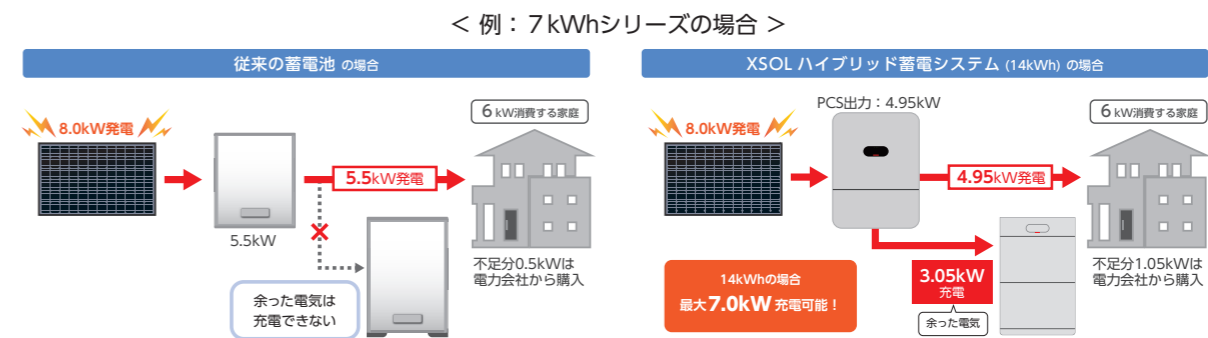 ＜ 例：７kWhシリーズの場合 ＞
従来の蓄電池 の場合
8.0kW発電
5.5kW
5.5kW発電
余った電気は
充電できない
6 kW消費する家庭
不足分0.5kWは
電力会社から購入
XSOL ハイブリッド蓄電システム (14kWh) の場合
8.0kW発電
PCS出力：4.95kW
4.95kW発電
14kWhの場合
最大7.0kW 充電可能！
3.05kW
充電
余った電気
6 kW消費する家庭
不足分1.05kWは
電力会社から購入